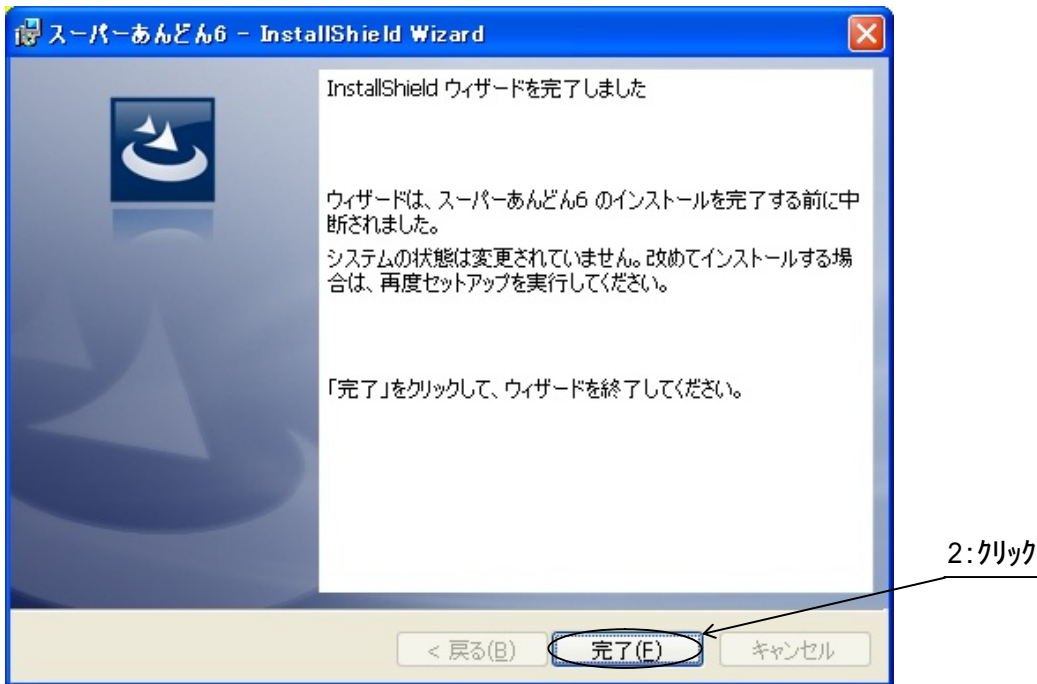 スーパーあんどん6 - InstallShield Wizard
InstallShield ウィザードを完了しました
ウィザードは、スーパーあんどん6 のインストールを完了する前に中
断されました。
システムの状態は変更されていません。改めてインストールする場
合は、再度セットアップを実行してください。
「完了」をクリックして、ウィザードを終了してください。
2:クリック
< 戻る(B)
完了(F)
キャンセル